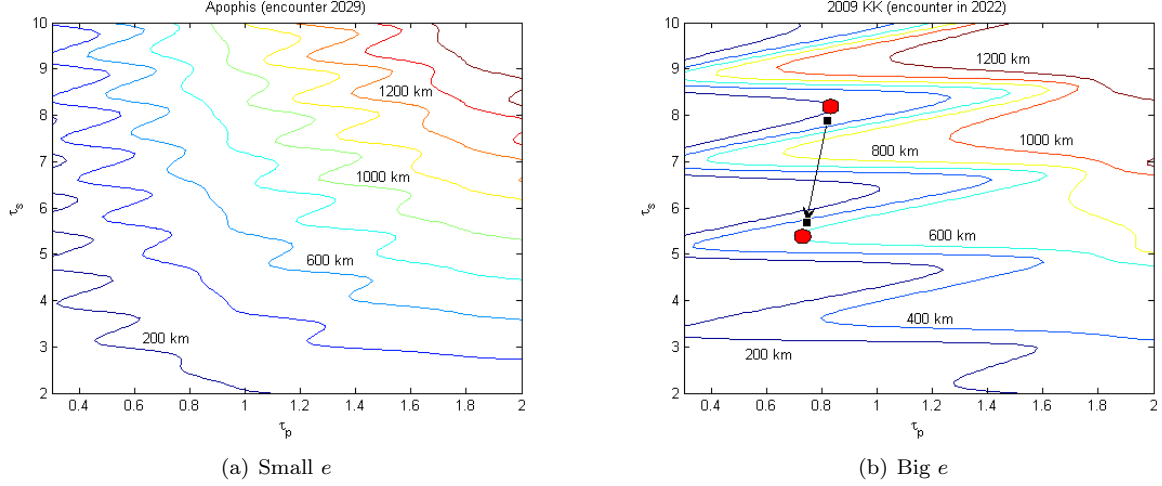 Apophis (encounter 2029)
10
9
8
7
6
5
4
3
2
τs
1200 km
1000 km
600 km
200 km
0.4 0.6 0.8 1 1.2 1.4 1.6 1.8 2
τp
(a) Small e
2009 KK (encounter in 2022)
10
9
8
7
6
5
4
3
2
τs
1200 km
1000 km
800 km
600 km
400 km
200 km
0.4 0.6 0.8 1 1.2 1.4 1.6 1.8 2
τp
(b) Big e